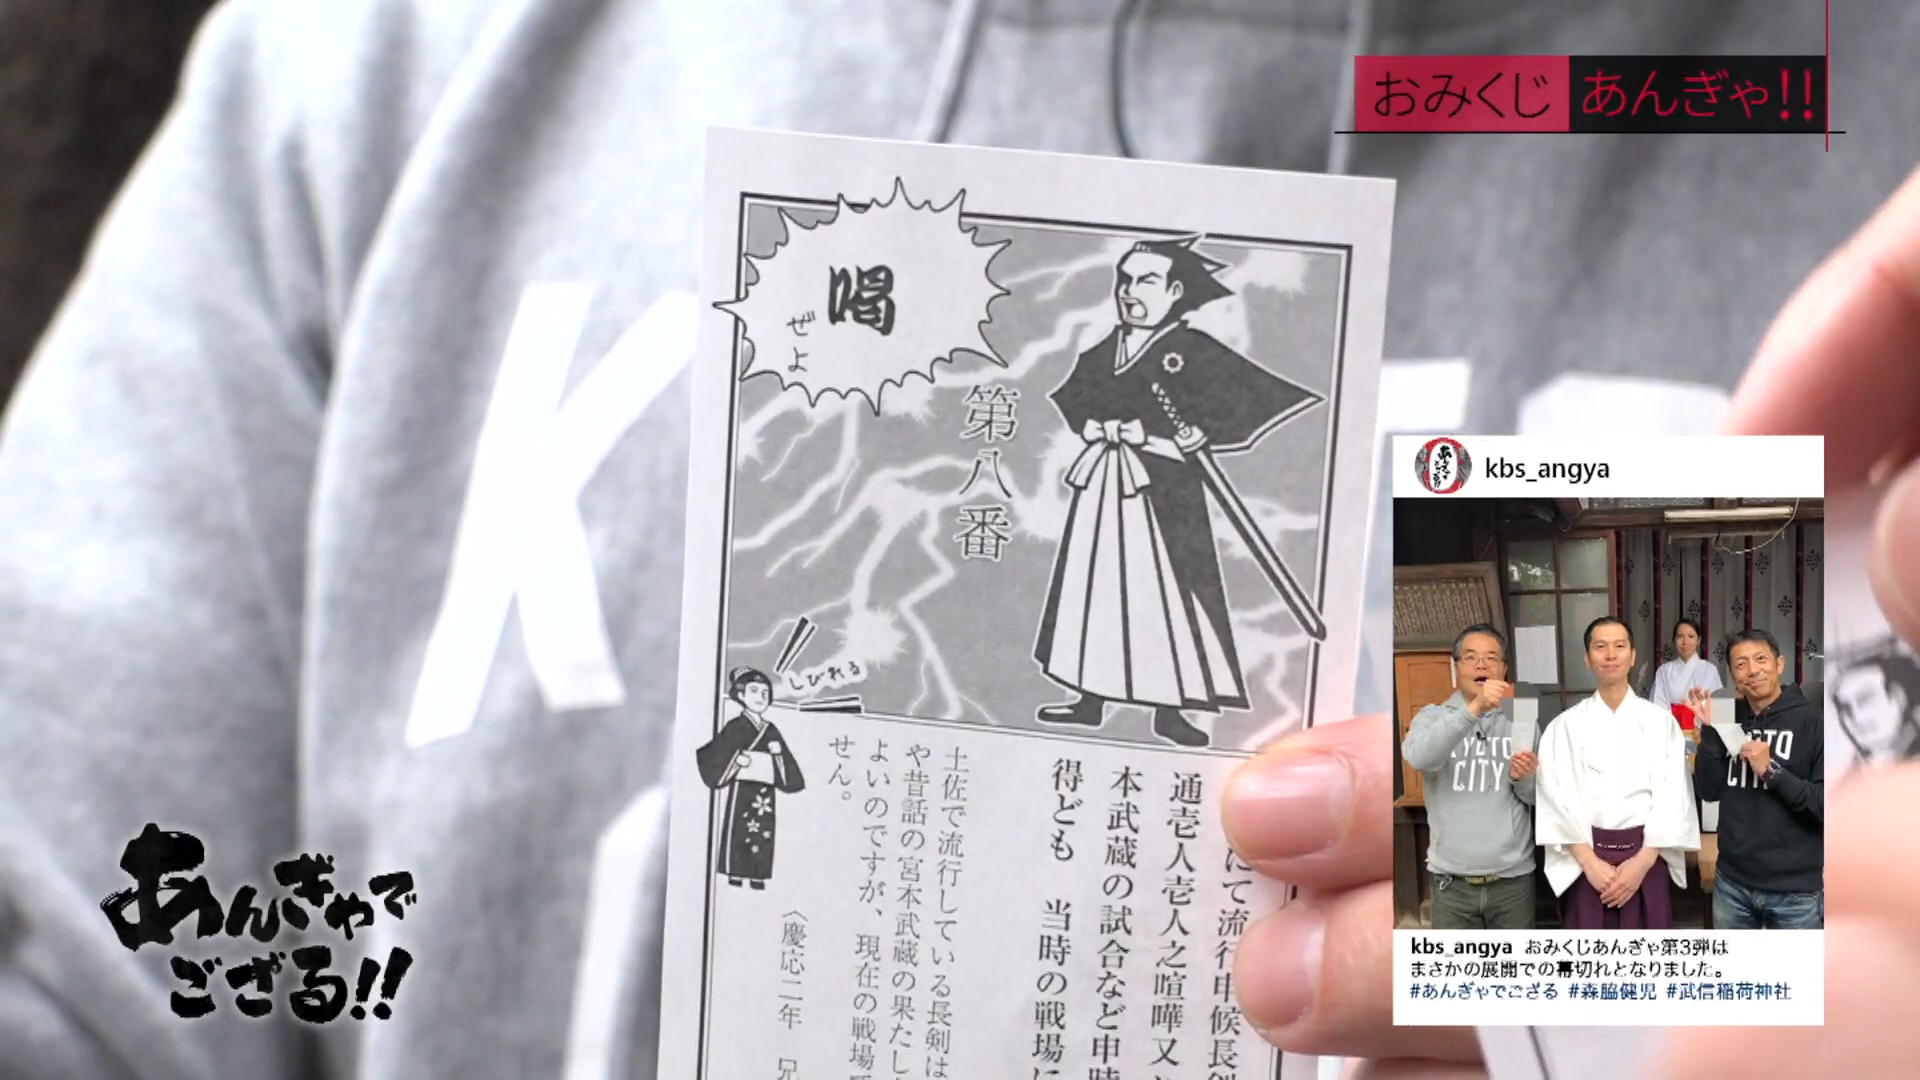 おみくじ あんぎゃ!!
喝
ぜよ
第八番
しびれる
にて流行申候長剣
通壱人壱人之喧嘩又
本武蔵の試合など申時
得ども 当時の戦場に
土佐で流行している長剣は
や昔話の宮本武蔵の果たし
よいのですが、現在の戦場
せん。
〈慶応二年 兄
K
あんぎゃで
ござる!!
kbs_angya
KYOTO
CITY
kbs_angya おみくじあんぎゃ第3弾は
まさかの展開での幕切れとなりました。
#あんぎゃでござる #森脇健児 #武信稲荷神社